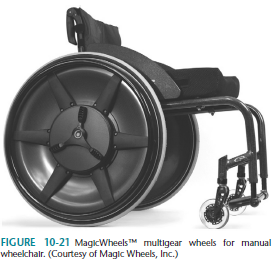 FIGURE 10-21 MagicWheels™ multigear wheels for manual
wheelchair. (Courtesy of Magic Wheels, Inc.)